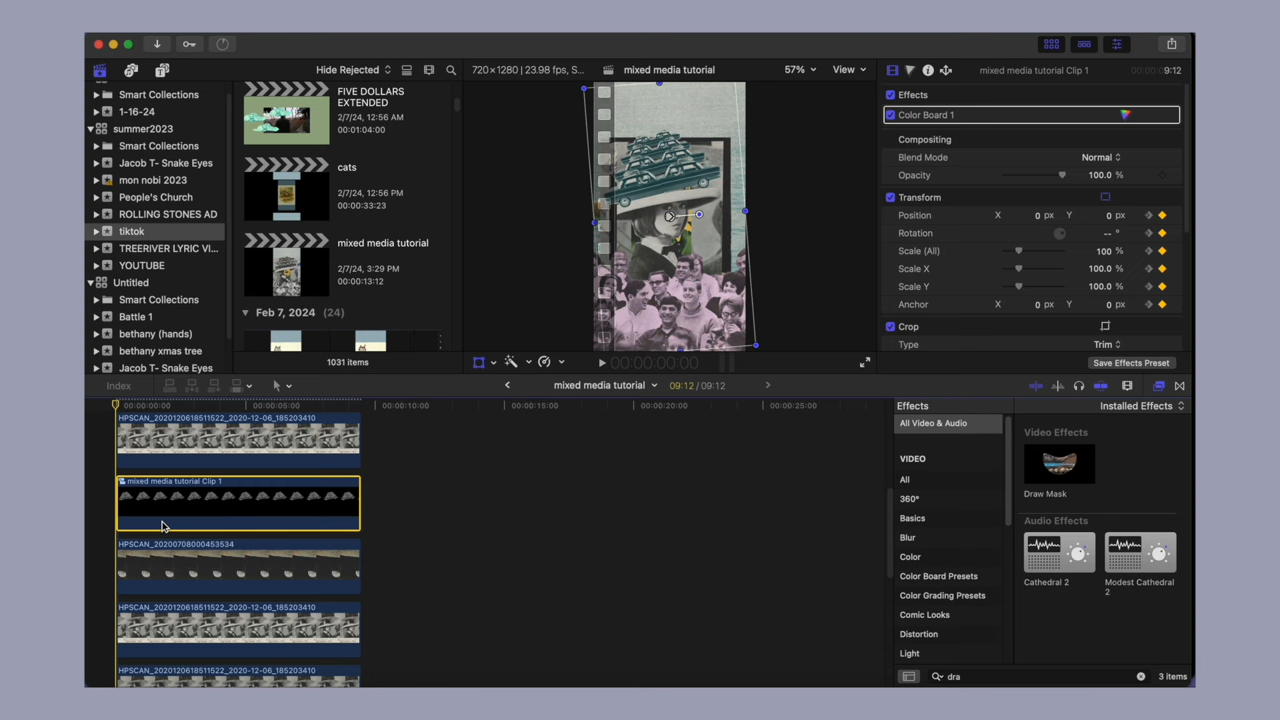 Hide Rejected
720×1280 | 23.98 fps, S...
mixed media tutorial
57%
View
mixed media tutorial Clip 1
9:12
Smart Collections
1-16-24
summer2023
Smart Collections
Jacob T- Snake Eyes
mon nobi 2023
People's Church
ROLLING STONES AD
tiktok
TREERIVER LYRIC VI...
YOUTUBE
Untitled
Smart Collections
Battle 1
bethany (hands)
bethany xmas tree
Jacob T- Snake Eyes
FIVE DOLLARS
EXTENDED
2/7/24, 12:56 AM
00:01:04:00
cats
2/7/24, 12:56 PM
00:00:33:23
mixed media tutorial
2/7/24, 3:29 PM
00:00:13:12
Feb 7, 2024 (24)
1031 items
00:00:00:00
Effects
Color Board 1
Compositing
Blend Mode
Normal
Opacity
100.0 %
Transform
Position
X 0 px Y 0 px
Rotation
-- °
Scale (All)
100 %
Scale X
100.0 %
Scale Y
100.0 %
Anchor
X 0 px Y 0 px
Crop
Type
Trim
Save Effects Preset
Index
mixed media tutorial
09:12 / 09:12
00:00:00:00
00:00:05:00
00:00:10:00
00:00:15:00
00:00:20:00
00:00:25:00
HPSCAN_2020120618511522_2020-12-06_185203410
mixed media tutorial Clip 1
HPSCAN_20200708000453534
HPSCAN_2020120618511522_2020-12-06_185203410
HPSCAN_2020120618511522_2020-12-06_185203410
Effects
Installed Effects
All Video & Audio
VIDEO
All
360°
Basics
Blur
Color
Color Board Presets
Color Grading Presets
Comic Looks
Distortion
Light
Video Effects
Draw Mask
Audio Effects
Cathedral 2
Modest Cathedral
2
dra
3 items